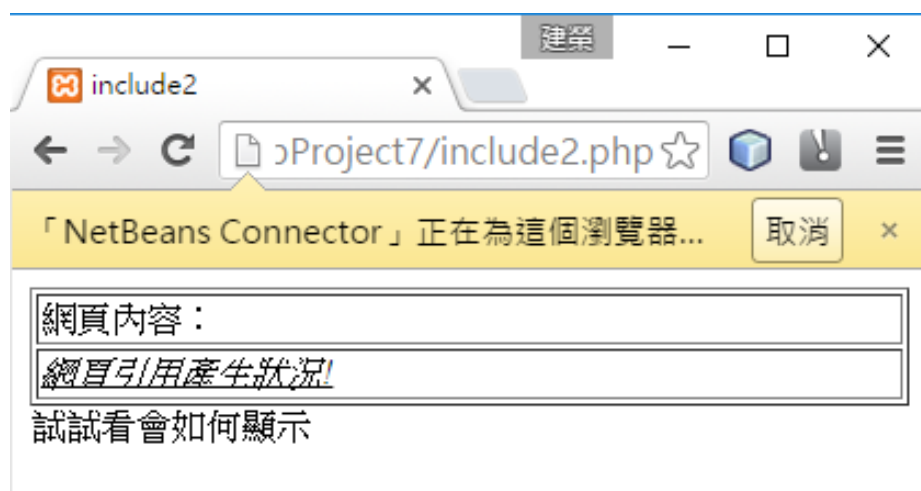 建榮
include2
oProject7/include2.php
「NetBeans Connector」正在為這個瀏覽器... 取消
網頁內容：
網頁引用產生狀況!
試試看會如何顯示